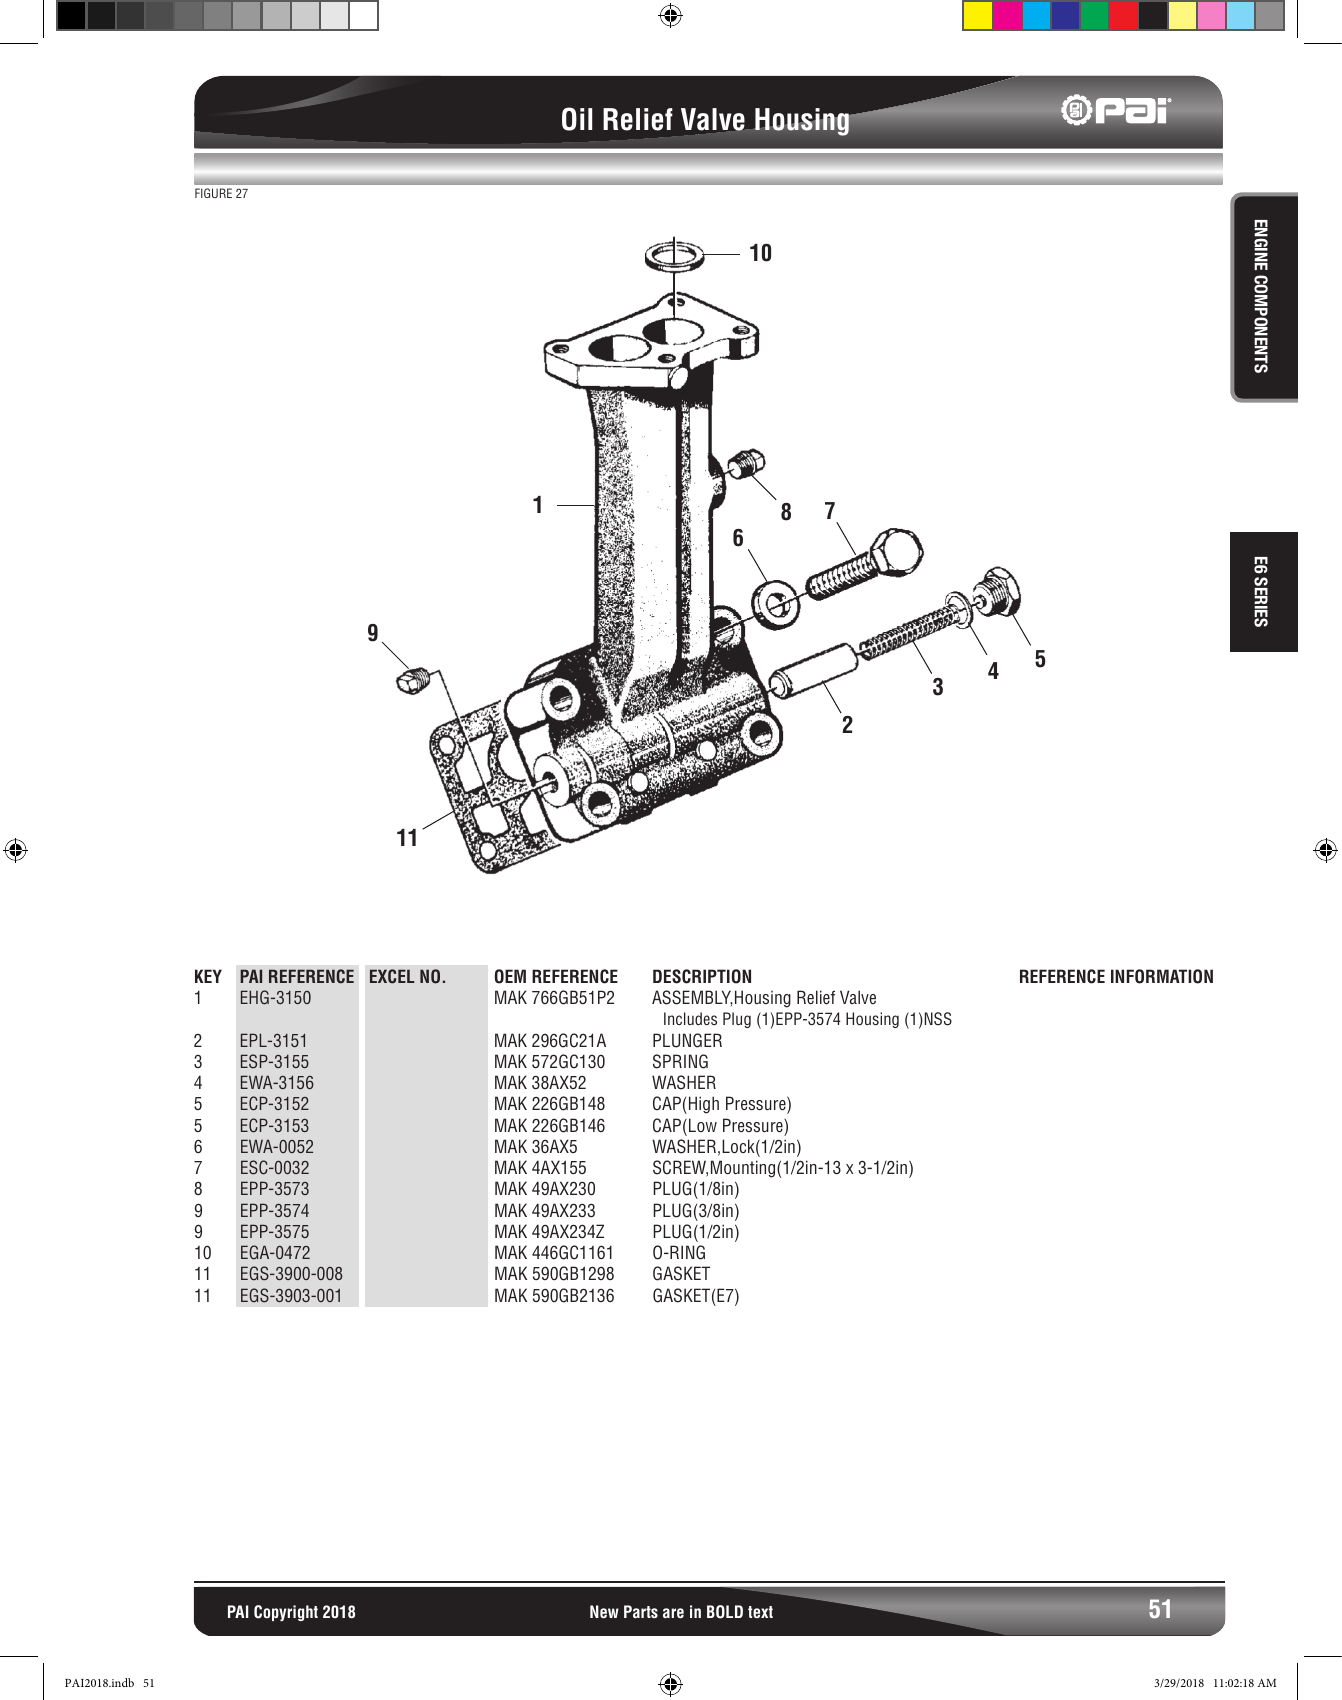 Oil Relief Valve Housing
PAI
FIGURE 27
ENGINE COMPONENTS
E6 SERIES
10
1
8
7
6
9
5
4
3
2
11
KEY PAI REFERENCE EXCEL NO. OEM REFERENCE DESCRIPTION REFERENCE INFORMATION
1 EHG-3150 MAK 766GB51P2 ASSEMBLY,Housing Relief Valve
Includes Plug (1)EPP-3574 Housing (1)NSS
2 EPL-3151 MAK 296GC21A PLUNGER
3 ESP-3155 MAK 572GC130 SPRING
4 EWA-3156 MAK 38AX52 WASHER
5 ECP-3152 MAK 226GB148 CAP(High Pressure)
5 ECP-3153 MAK 226GB146 CAP(Low Pressure)
6 EWA-0052 MAK 36AX5 WASHER,Lock(1/2in)
7 ESC-0032 MAK 4AX155 SCREW,Mounting(1/2in-13 x 3-1/2in)
8 EPP-3573 MAK 49AX230 PLUG(1/8in)
9 EPP-3574 MAK 49AX233 PLUG(3/8in)
9 EPP-3575 MAK 49AX234Z PLUG(1/2in)
10 EGA-0472 MAK 446GC1161 O-RING
11 EGS-3900-008 MAK 590GB1298 GASKET
11 EGS-3903-001 MAK 590GB2136 GASKET(E7)
PAI Copyright 2018 New Parts are in BOLD text 51
PAI2018.indb 51 3/29/2018 11:02:18 AM